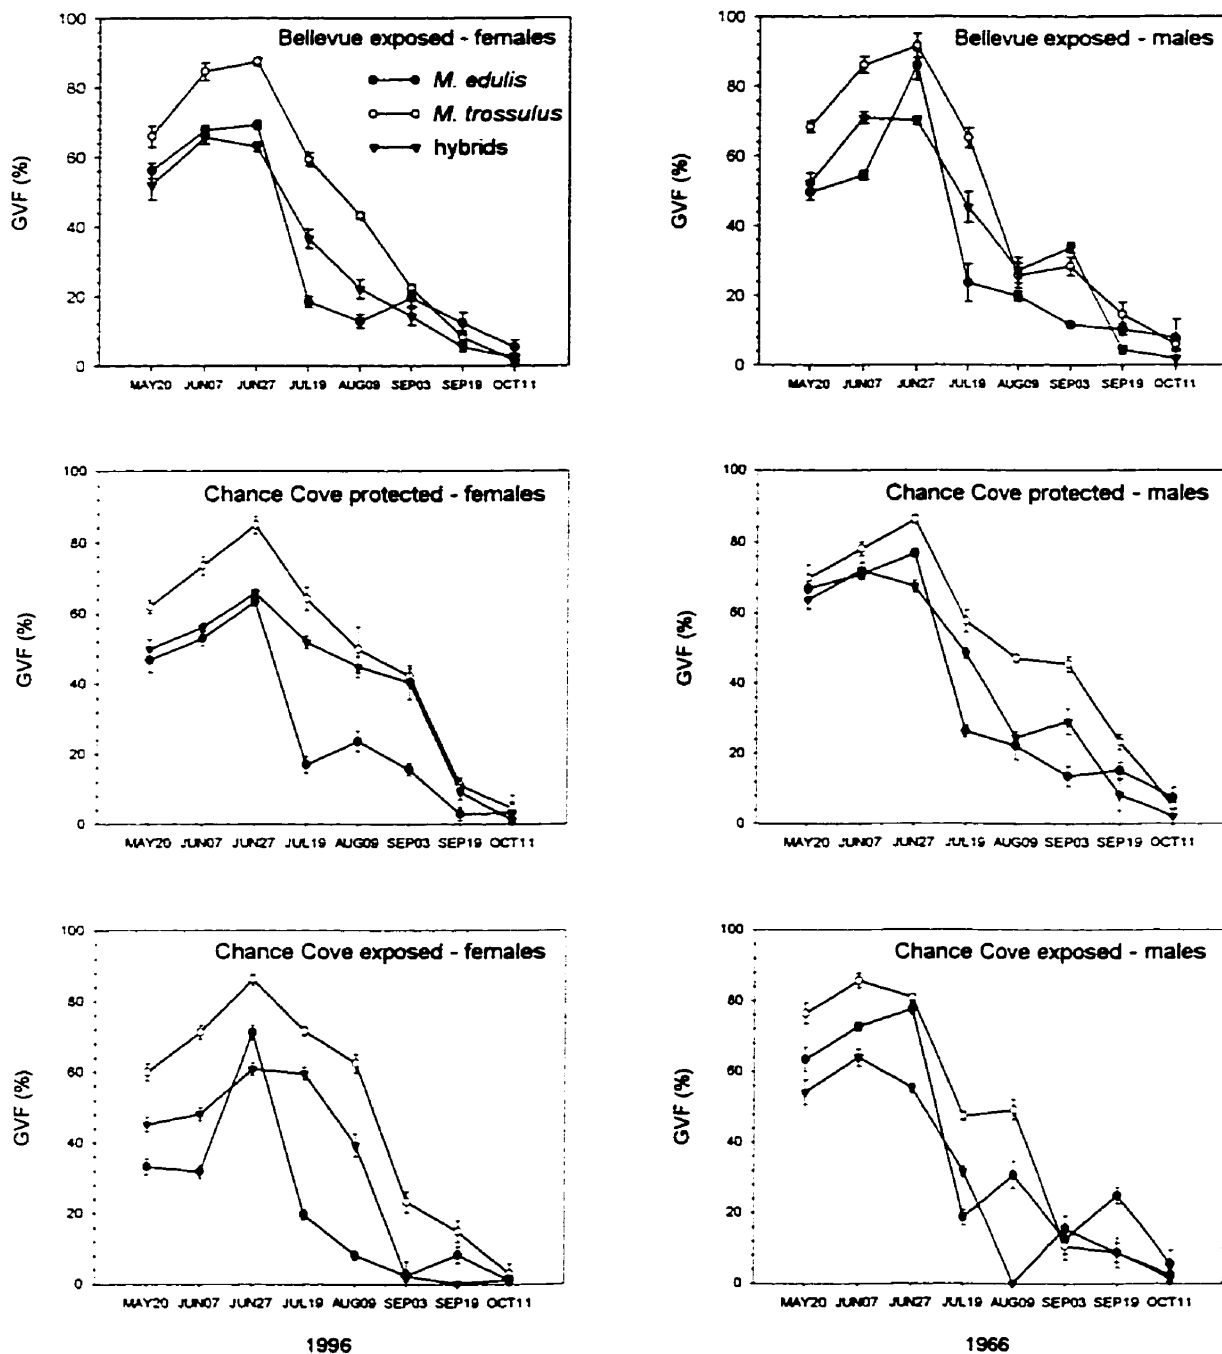 Bellevue exposed - females
M. edulis
M. trossulus
hybrids
GVF (%)
100
80
60
40
20
0
MAY20 JUN07 JUN27 JUL19 AUG09 SEP03 SEP19 OCT11
Bellevue exposed - males
GVF (%)
100
80
60
40
20
0
MAY20 JUN07 JUN27 JUL19 AUG09 SEP03 SEP19 OCT11
Chance Cove protected - females
GVF (%)
100
80
60
40
20
0
MAY20 JUN07 JUN27 JUL19 AUG09 SEP03 SEP19 OCT11
Chance Cove protected - males
GVF (%)
100
80
60
40
20
0
MAY20 JUN07 JUN27 JUL19 AUG09 SEP03 SEP19 OCT11
Chance Cove exposed - females
GVF (%)
100
80
60
40
20
0
MAY20 JUN07 JUN27 JUL19 AUG09 SEP03 SEP19 OCT11
1996
Chance Cove exposed - males
GVF (%)
100
80
60
40
20
0
MAY20 JUN07 JUN27 JUL19 AUG09 SEP03 SEP19 OCT11
1966